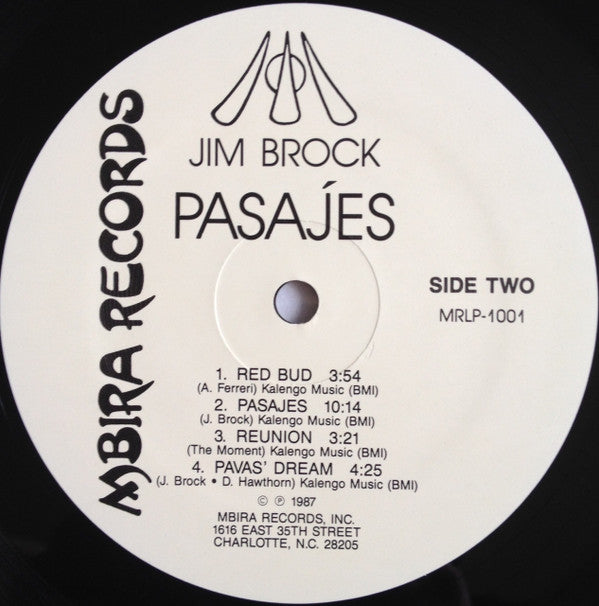 MBIRA RECORDS
JIM BROCK
PASAJ́ES
SIDE TWO
MRLP-1001
1. RED BUD 3:54
(A. Ferreri) Kalengo Music (BMI)
2. PASAJES 10:14
(J. Brock) Kalengo Music (BMI)
3. REUNION 3:21
(The Moment) Kalengo Music (BMI)
4. PAVAS' DREAM 4:25
(J. Brock • D. Hawthorn) Kalengo Music (BMI)
© ℗ 1987
MBIRA RECORDS, INC.
1616 EAST 35TH STREET
CHARLOTTE, N.C. 28205